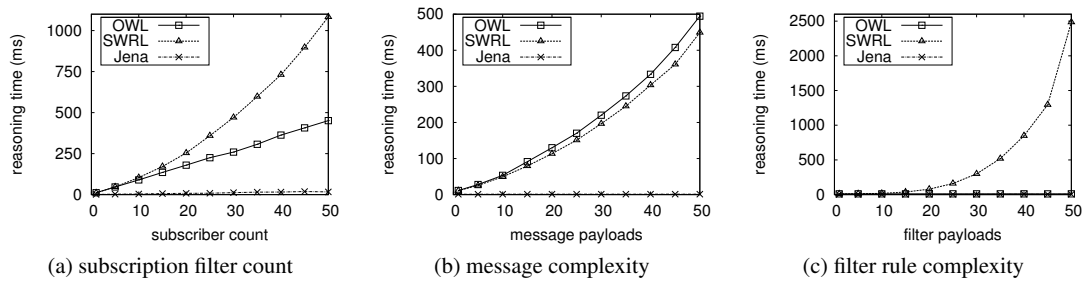 reasoning time (ms)
1000
750
500
250
0
OWL
SWRL
Jena
0 10 20 30 40 50
subscriber count
(a) subscription filter count
reasoning time (ms)
500
400
300
200
100
0
OWL
SWRL
Jena
0 10 20 30 40 50
message payloads
(b) message complexity
reasoning time (ms)
2500
2000
1500
1000
500
0
OWL
SWRL
Jena
0 10 20 30 40 50
filter payloads
(c) filter rule complexity